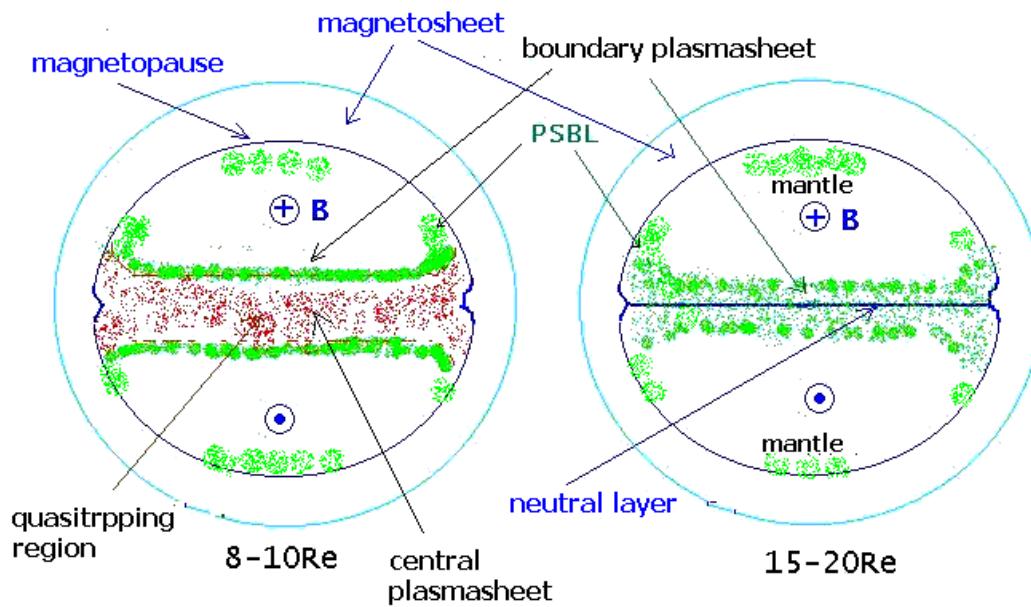 magnetosheet
magnetopause
boundary plasmasheet
PSBL
mantle
B
B
mantle
neutral layer
quasitrpping
region
central
plasmasheet
8-10Re
15-20Re